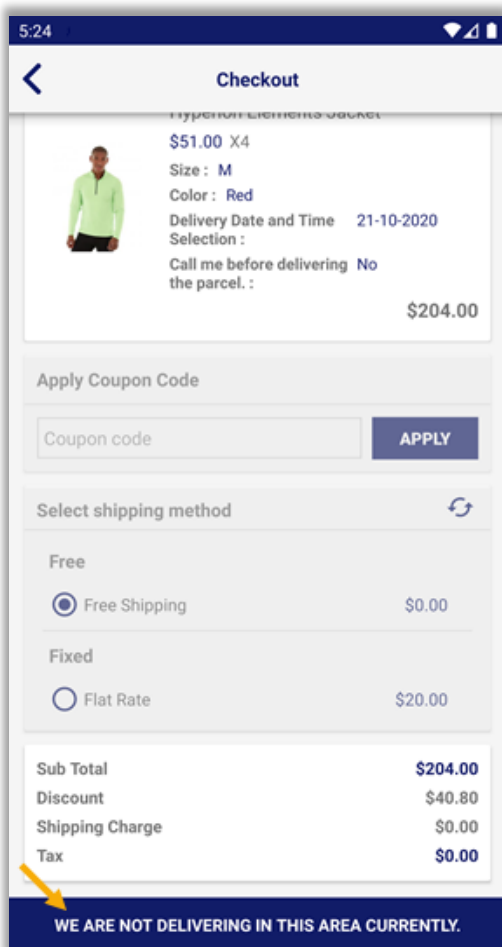 5:24
Checkout
Hyperion Elements Jacket
$51.00 X4
Size : M
Color : Red
Delivery Date and Time Selection : 21-10-2020
Call me before delivering the parcel. : No
$204.00
Apply Coupon Code
Coupon code APPLY
Select shipping method
Free
Free Shipping $0.00
Fixed
Flat Rate $20.00
Sub Total $204.00
Discount $40.80
Shipping Charge $0.00
Tax $0.00
WE ARE NOT DELIVERING IN THIS AREA CURRENTLY.